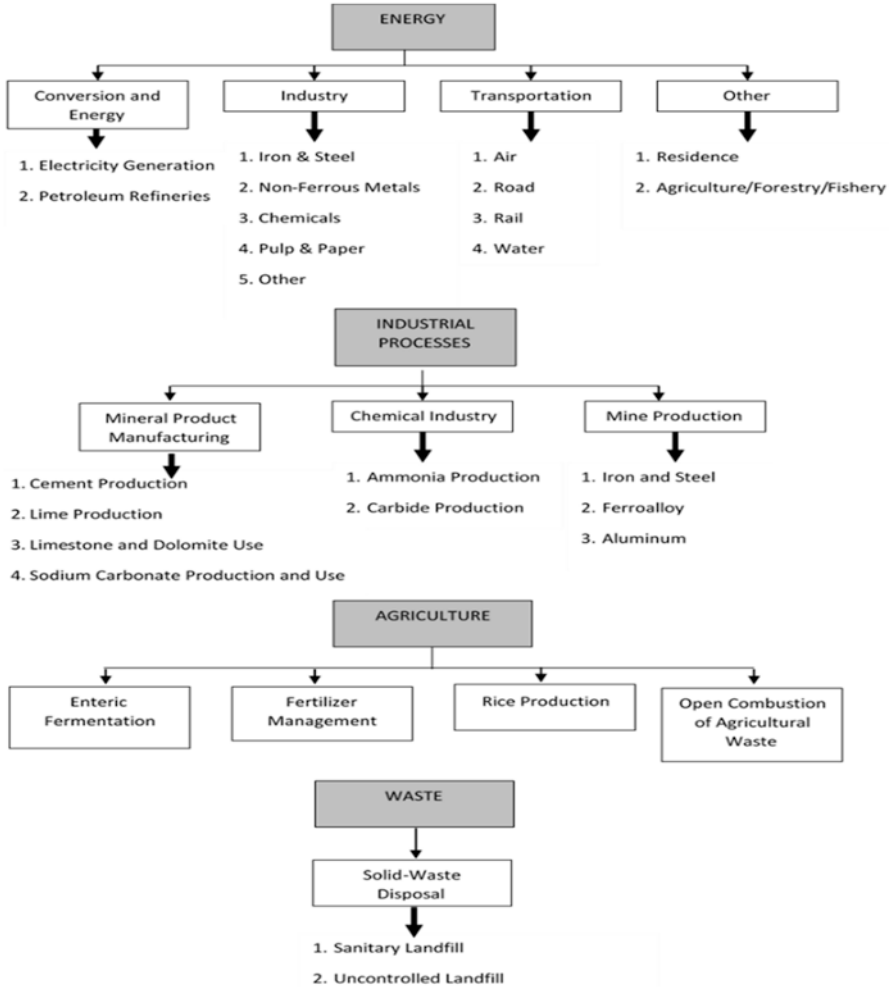 ENERGY
Conversion and
Energy
Industry
Transportation
Other
1. Electricity Generation
2. Petroleum Refineries
1. Iron & Steel
2. Non-Ferrous Metals
3. Chemicals
4. Pulp & Paper
5. Other
1. Air
2. Road
3. Rail
4. Water
1. Residence
2. Agriculture/Forestry/Fishery
INDUSTRIAL
PROCESSES
Mineral Product
Manufacturing
Chemical Industry
Mine Production
1. Cement Production
2. Lime Production
3. Limestone and Dolomite Use
4. Sodium Carbonate Production and Use
1. Ammonia Production
2. Carbide Production
1. Iron and Steel
2. Ferroalloy
3. Aluminum
AGRICULTURE
Enteric
Fermentation
Fertilizer
Management
Rice Production
Open Combustion
of Agricultural
Waste
WASTE
Solid-Waste
Disposal
1. Sanitary Landfill
2. Uncontrolled Landfill